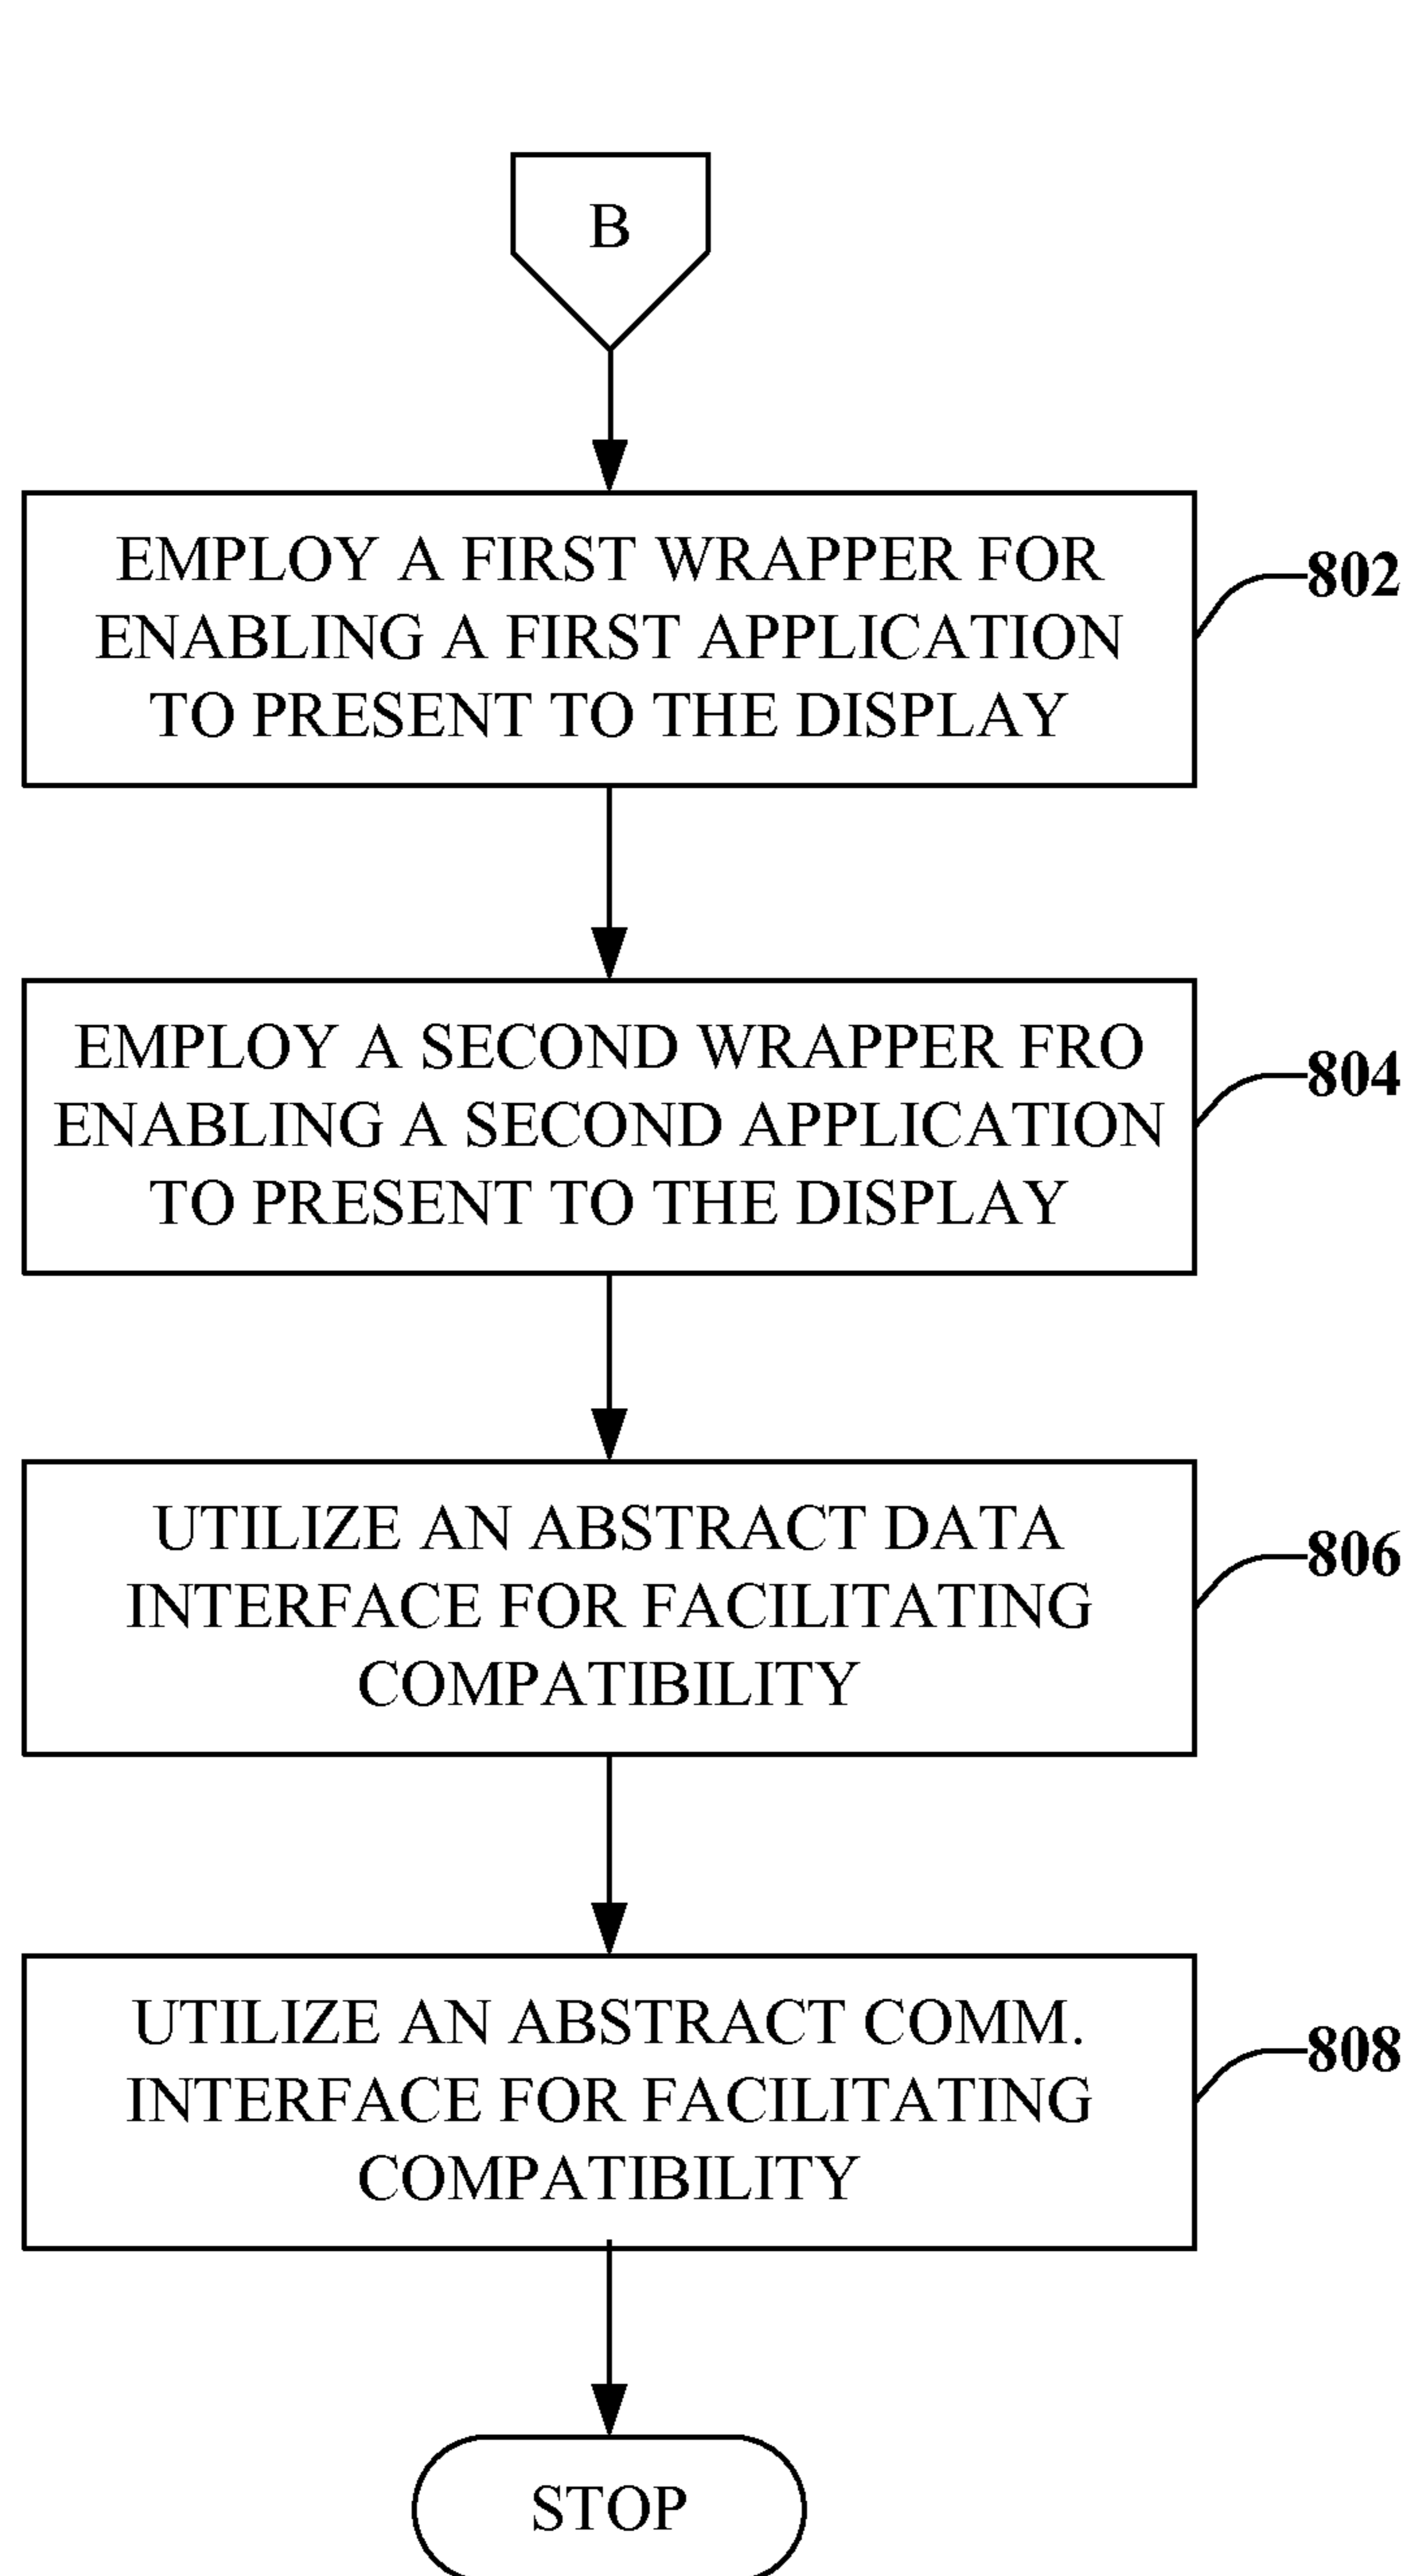 B
EMPLOY A FIRST WRAPPER FOR
ENABLING A FIRST APPLICATION
TO PRESENT TO THE DISPLAY
802
EMPLOY A SECOND WRAPPER FRO
ENABLING A SECOND APPLICATION
TO PRESENT TO THE DISPLAY
804
UTILIZE AN ABSTRACT DATA
INTERFACE FOR FACILITATING
COMPATIBILITY
806
UTILIZE AN ABSTRACT COMM.
INTERFACE FOR FACILITATING
COMPATIBILITY
808
STOP